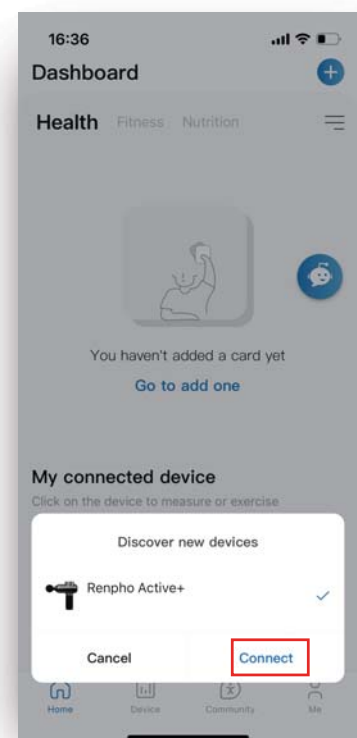 16:36
Dashboard
Health Fitness Nutrition
You haven't added a card yet
Go to add one
My connected device
Click on the device to measure or exercise
Discover new devices
Renpho Active+
Cancel Connect
Home Device Community Me